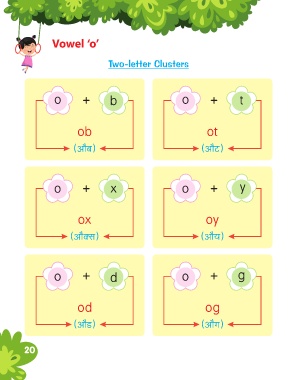 Vowel ‘o’
Two-letter Clusters
o + b
o + t
ob
ot
(ऑब)
(ऑट)
o + x
o + y
ox
oy
(ऑक्स)
(ऑय)
o + d
o + g
od
og
(ऑड)
(ऑग)
20